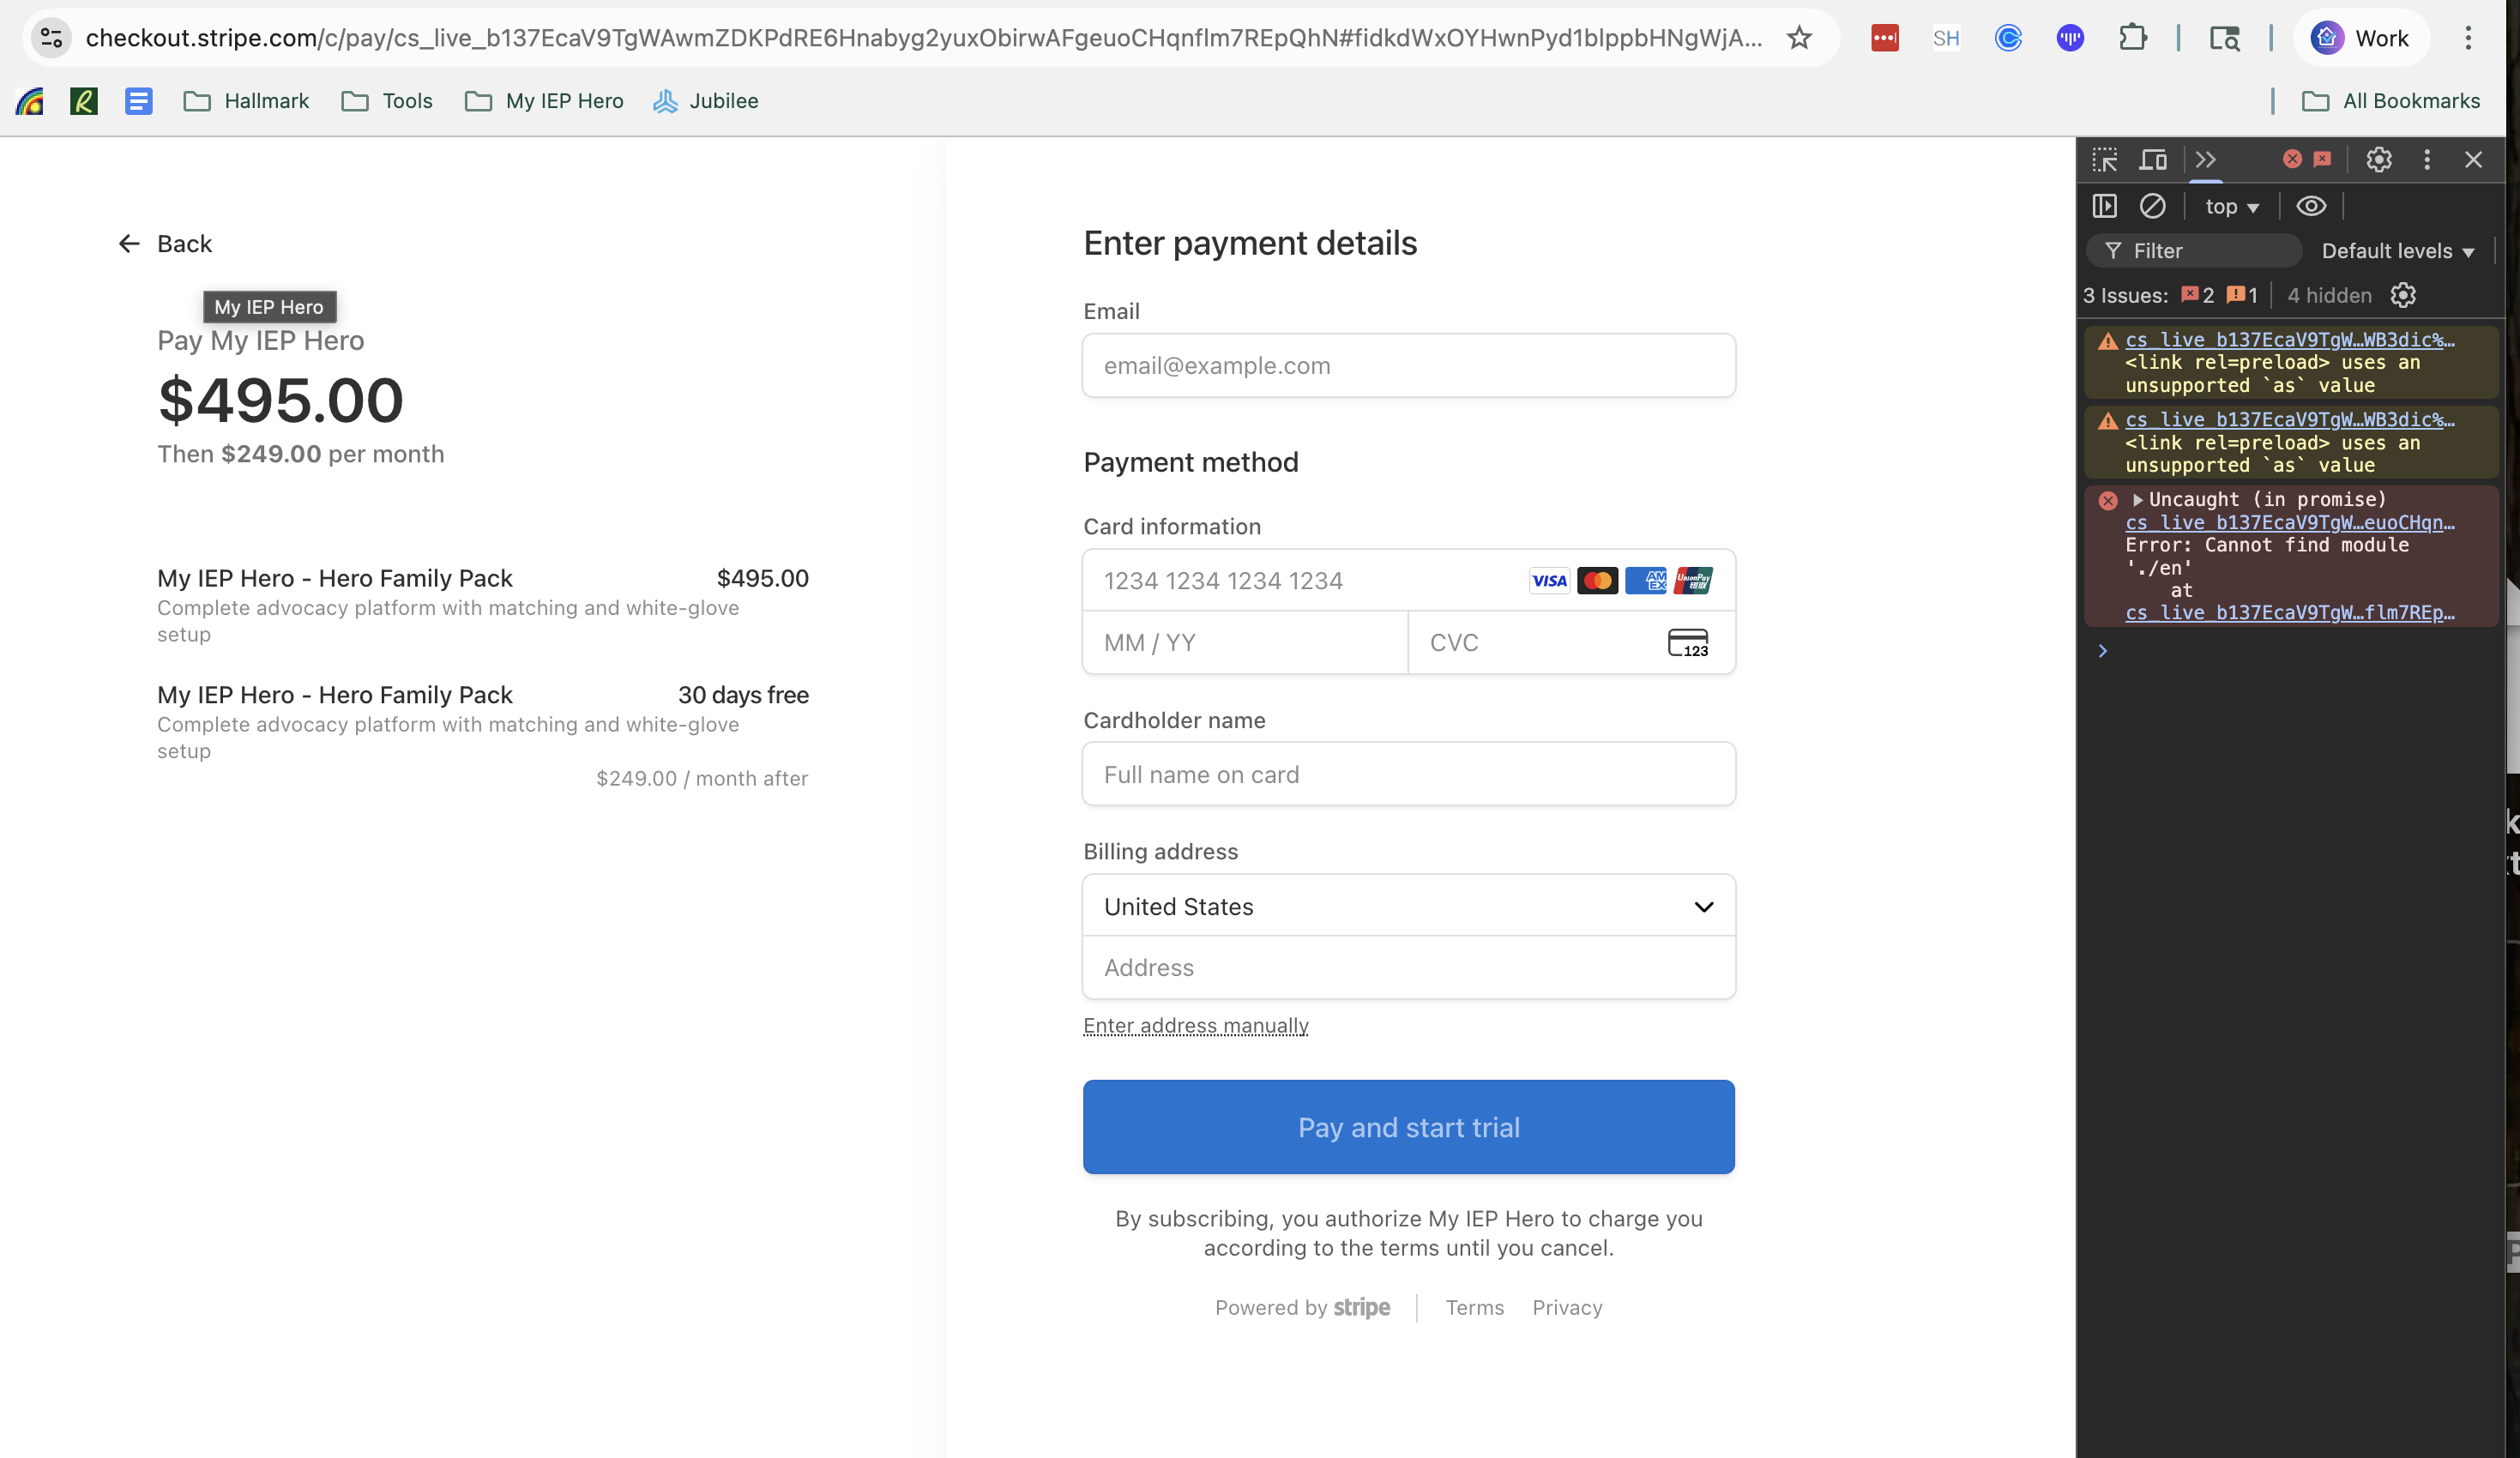 checkout.stripe.com/c/pay/cs_live_b137EcaV9TgWAwmZDKPdRE6Hnabyg2yuxObirwAFgeuoCHqnflm7REpQhN#fidkdWxOYHwnPyd1blppbHNgWjA...
SH
Work
Hallmark
Tools
My IEP Hero
Jubilee
All Bookmarks
Back
My IEP Hero
Pay My IEP Hero
$495.00
Then $249.00 per month
My IEP Hero - Hero Family Pack $495.00
Complete advocacy platform with matching and white-glove
setup
My IEP Hero - Hero Family Pack 30 days free
Complete advocacy platform with matching and white-glove
setup
$249.00 / month after
Enter payment details
Email
email@example.com
Payment method
Card information
1234 1234 1234 1234
VISA
AM
EX
UnionPay
银联
MM / YY
CVC
123
Cardholder name
Full name on card
Billing address
United States
Address
Enter address manually
Pay and start trial
By subscribing, you authorize My IEP Hero to charge you
according to the terms until you cancel.
Powered by stripe
Terms
Privacy
top
Filter
Default levels
3 Issues: 2 1 4 hidden
cs_live_b137EcaV9TgW…WB3dic%…
<link rel=preload> uses an
unsupported `as` value
cs_live_b137EcaV9TgW…WB3dic%…
<link rel=preload> uses an
unsupported `as` value
Uncaught (in promise)
cs_live_b137EcaV9TgW…euoCHqn…
Error: Cannot find module
'./en'
at
cs_live_b137EcaV9TgW…flm7REp…